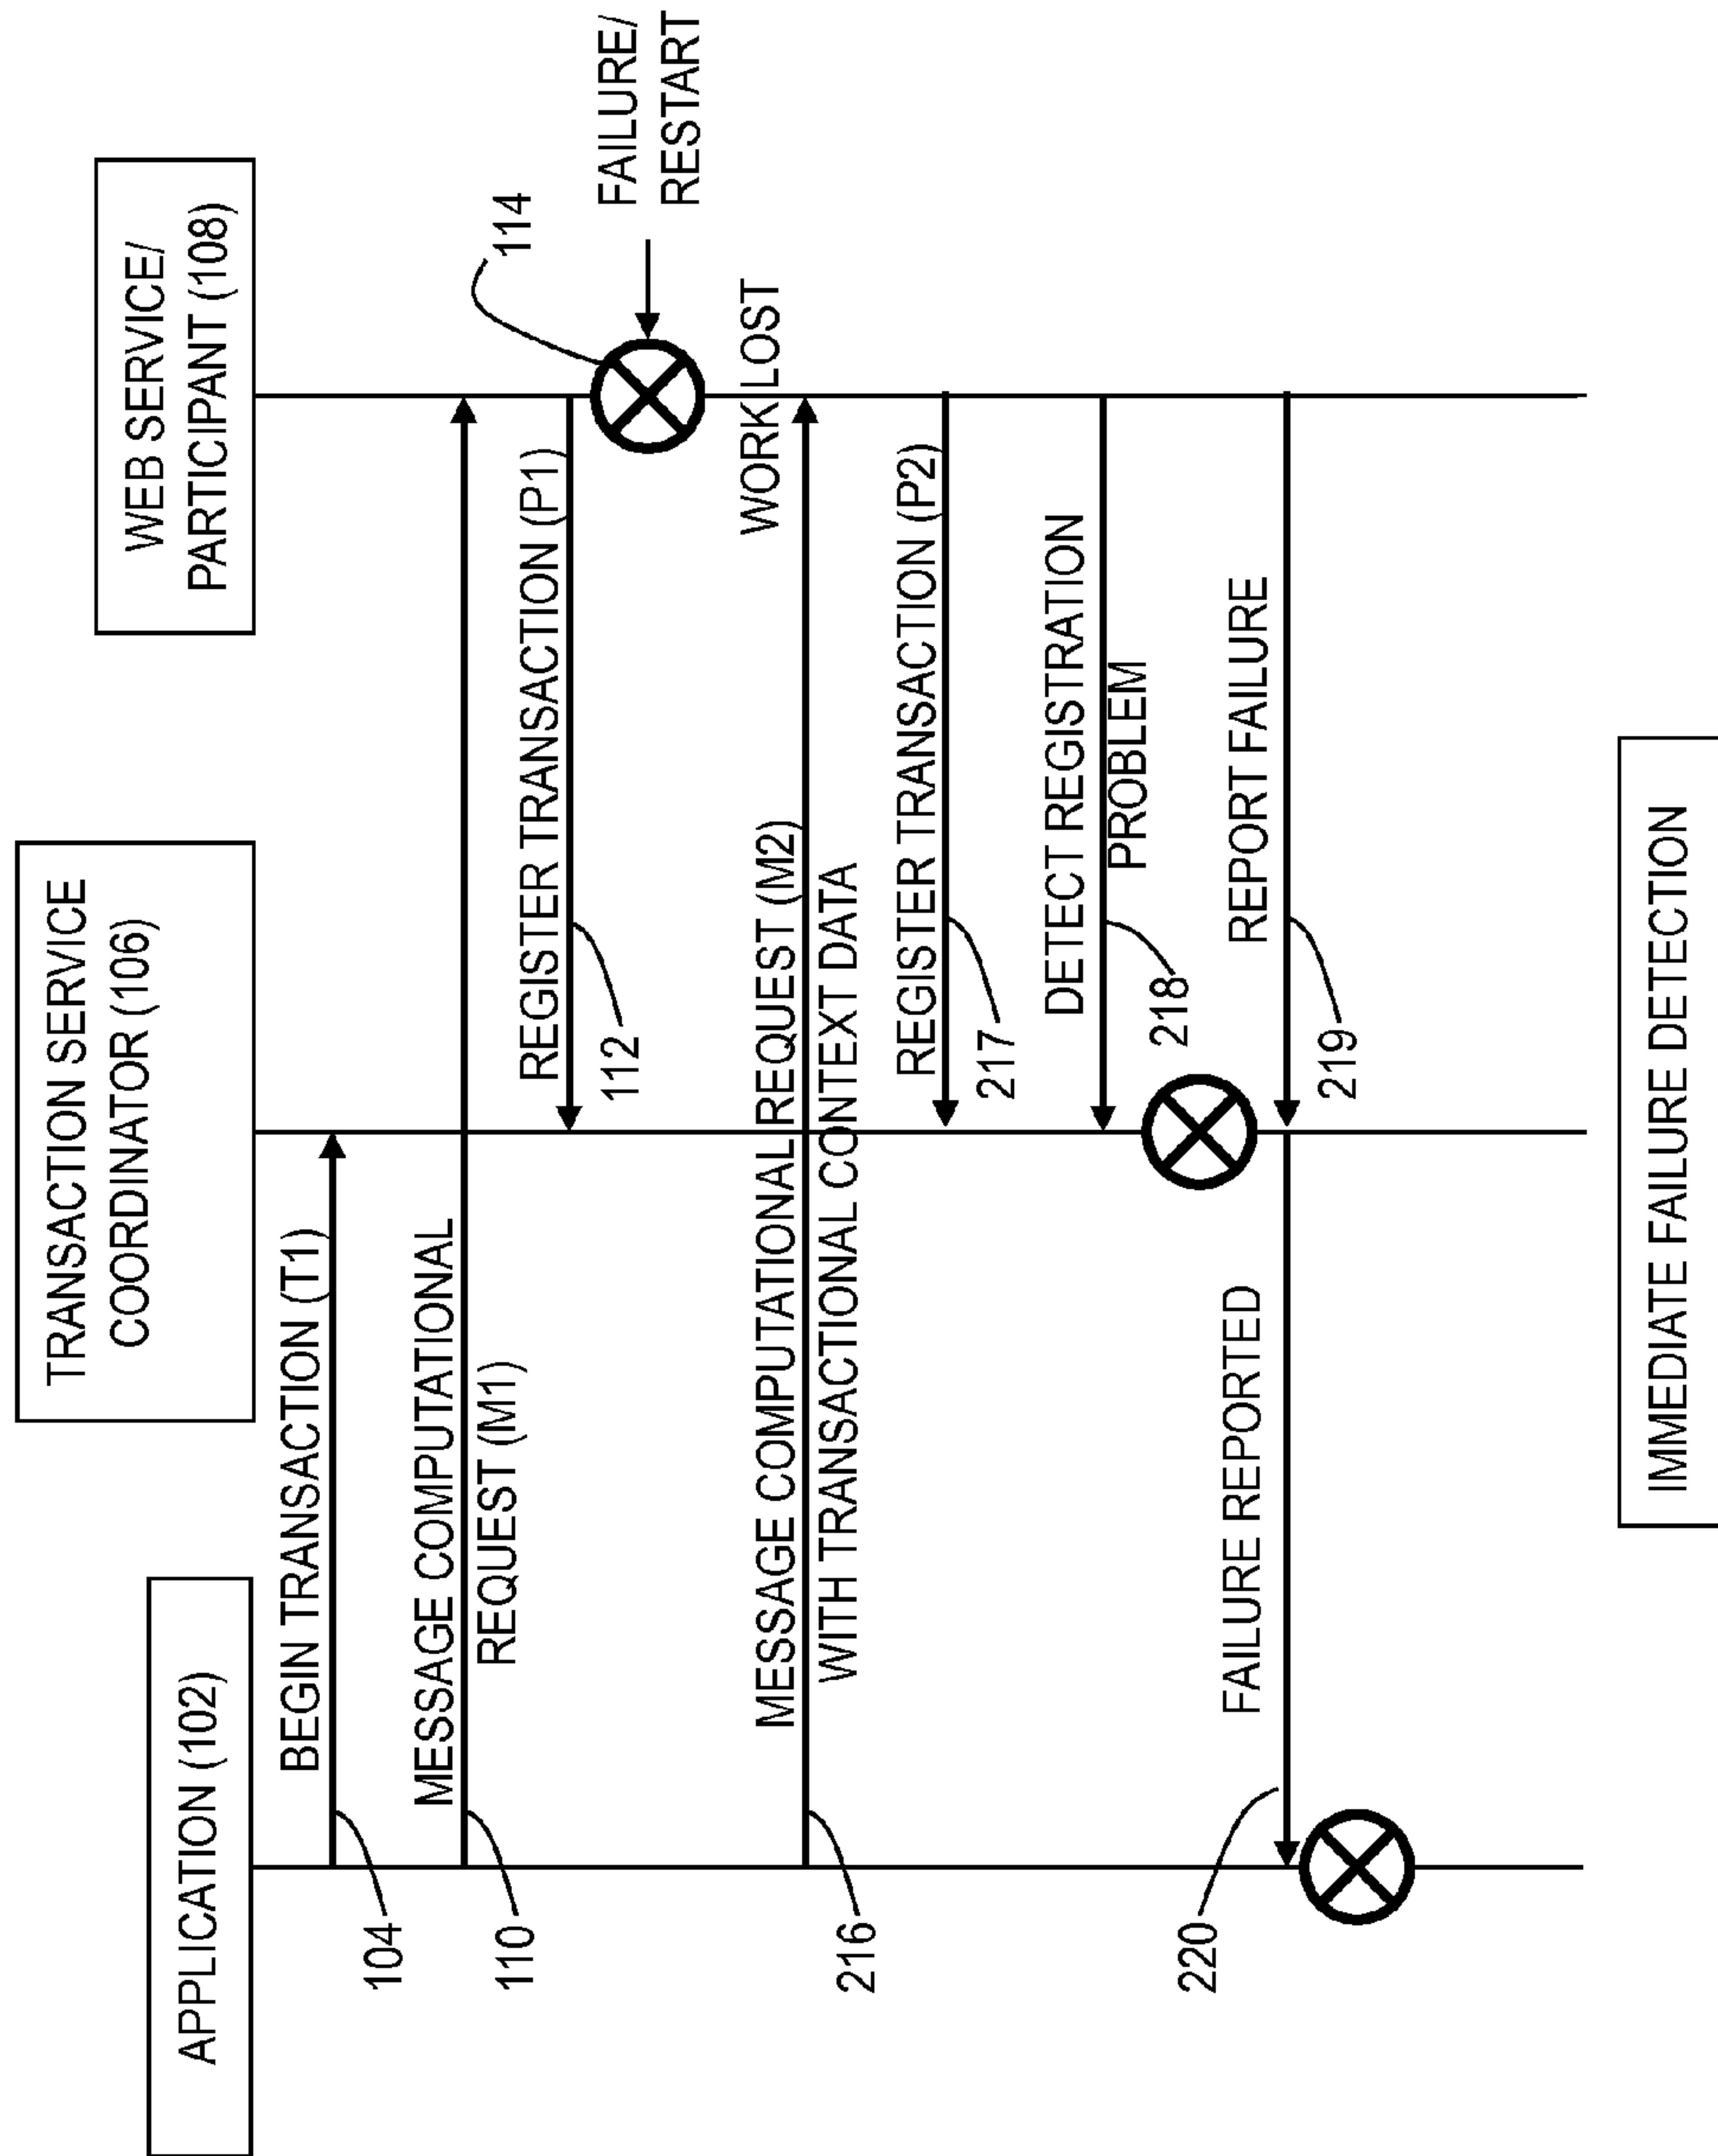 APPLICATION (102)
TRANSACTION SERVICE
COORDINATOR (106)
WEB SERVICE/
PARTICIPANT (108)
BEGIN TRANSACTION (T1)
104
MESSAGE COMPUTATIONAL
REQUEST (M1)
110
REGISTER TRANSACTION (P1)
112
114
FAILURE/
RESTART
WORK LOST
MESSAGE COMPUTATIONAL REQUEST (M2)
WITH TRANSACTIONAL CONTEXT DATA
216
REGISTER TRANSACTION (P2)
217
DETECT REGISTRATION
PROBLEM
218
REPORT FAILURE
219
FAILURE REPORTED
220
IMMEDIATE FAILURE DETECTION